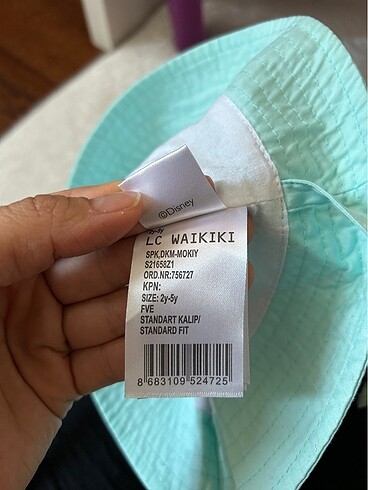 ©Disney
LC WAIKIKI
SPK,DKM-MOKIY
S21658Z1
ORD.NR:756727
KPN:
SIZE: 2y-5y
FVE
STANDART KALIP/
STANDARD FIT
8 683109 524725